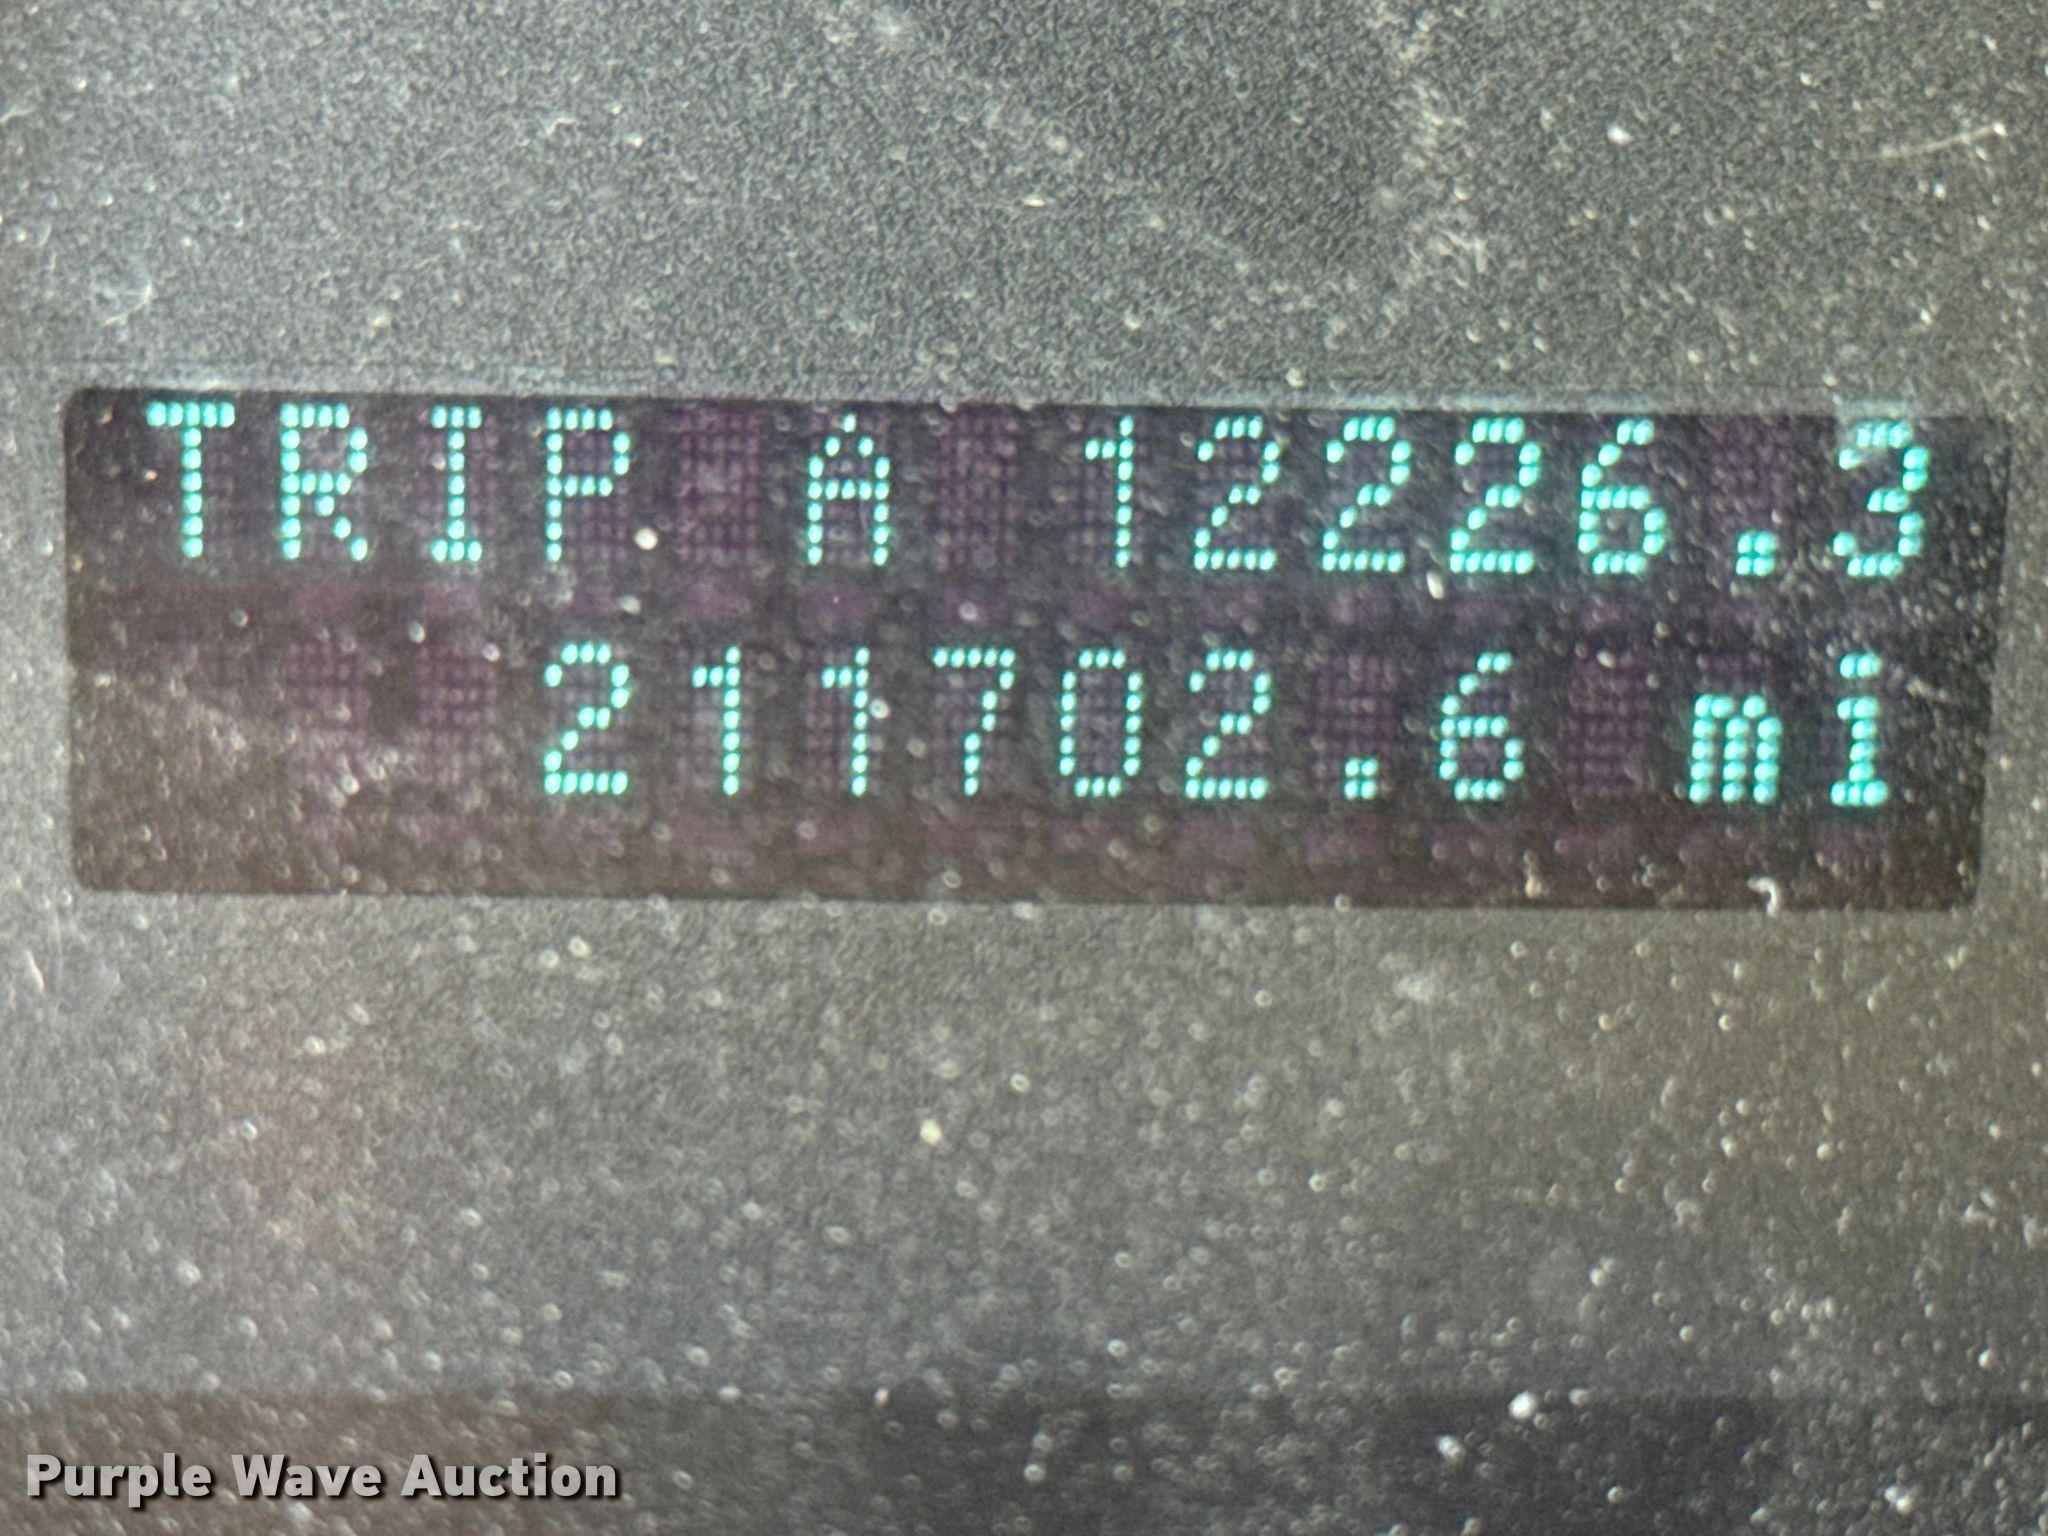 TRIP A 12226.3
211702.6 mi
Purple Wave Auction